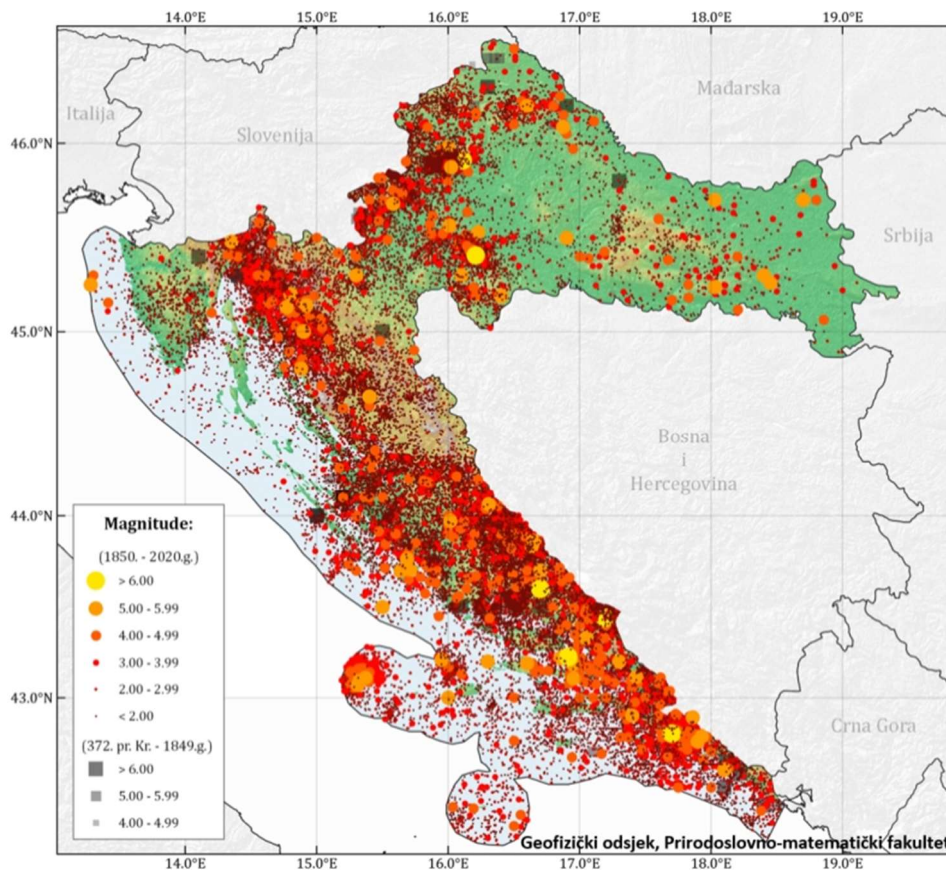 14.0°E 15.0°E 16.0°E 17.0°E 18.0°E 19.0°E
Mađarska
Italija
Slovenija
46.0°N
Srbija
45.0°N
Bosna
i
Hercegovina
44.0°N
Magnitude:
(1850. - 2020.g.)
> 6.00
5.00 - 5.99
4.00 - 4.99
3.00 - 3.99
2.00 - 2.99
< 2.00
(372. pr. Kr. - 1849.g.)
> 6.00
5.00 - 5.99
4.00 - 4.99
43.0°N
Crna Gora
Geofizički odsjek, Prirodoslovno-matematički fakultet
14.0°E 15.0°E 16.0°E 17.0°E 18.0°E 19.0°E